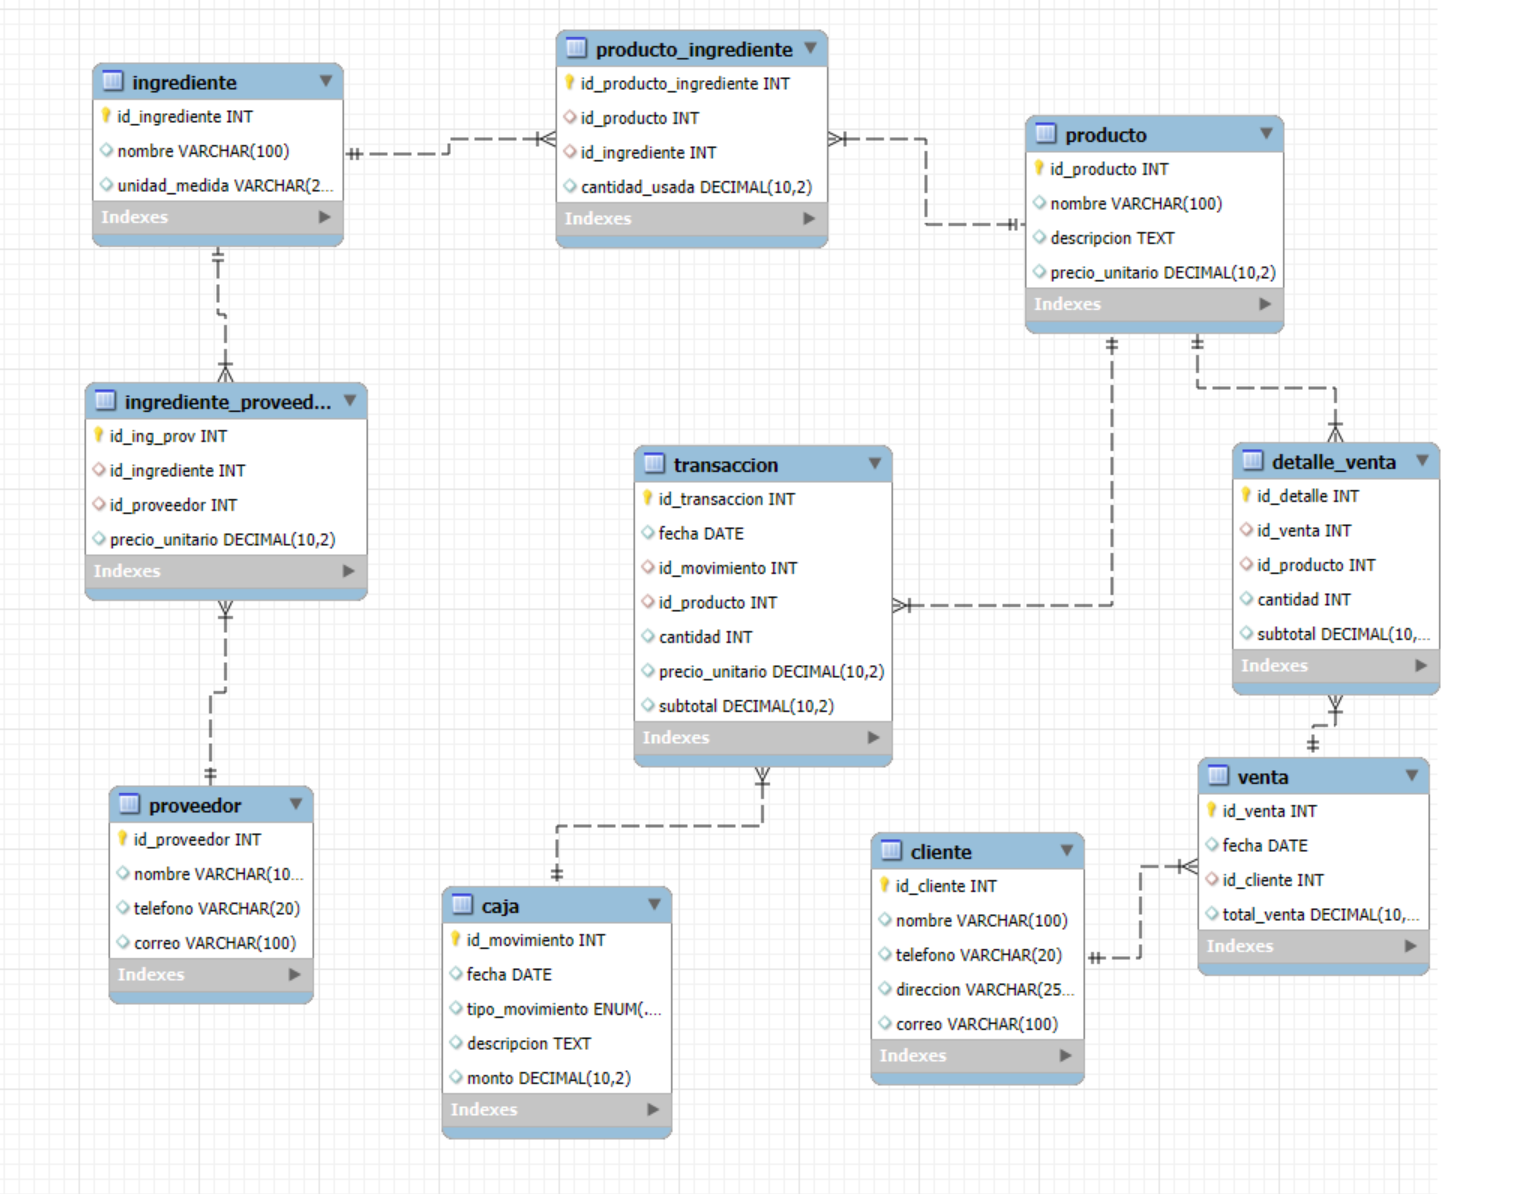 ingrediente
id_ingrediente INT
nombre VARCHAR(100)
unidad_medida VARCHAR(2...
Indexes
producto_ingrediente
id_producto_ingrediente INT
id_producto INT
id_ingrediente INT
cantidad_usada DECIMAL(10,2)
Indexes
producto
id_producto INT
nombre VARCHAR(100)
descripcion TEXT
precio_unitario DECIMAL(10,2)
Indexes
ingrediente_proveed...
id_ing_prov INT
id_ingrediente INT
id_proveedor INT
precio_unitario DECIMAL(10,2)
Indexes
transaccion
id_transaccion INT
fecha DATE
id_movimiento INT
id_producto INT
cantidad INT
precio_unitario DECIMAL(10,2)
subtotal DECIMAL(10,2)
Indexes
detalle_venta
id_detalle INT
id_venta INT
id_producto INT
cantidad INT
subtotal DECIMAL(10,...
Indexes
proveedor
id_proveedor INT
nombre VARCHAR(10...
telefono VARCHAR(20)
correo VARCHAR(100)
Indexes
caja
id_movimiento INT
fecha DATE
tipo_movimiento ENUM(....
descripcion TEXT
monto DECIMAL(10,2)
Indexes
cliente
id_cliente INT
nombre VARCHAR(100)
telefono VARCHAR(20)
direccion VARCHAR(25...
correo VARCHAR(100)
Indexes
venta
id_venta INT
fecha DATE
id_cliente INT
total_venta DECIMAL(10,...
Indexes